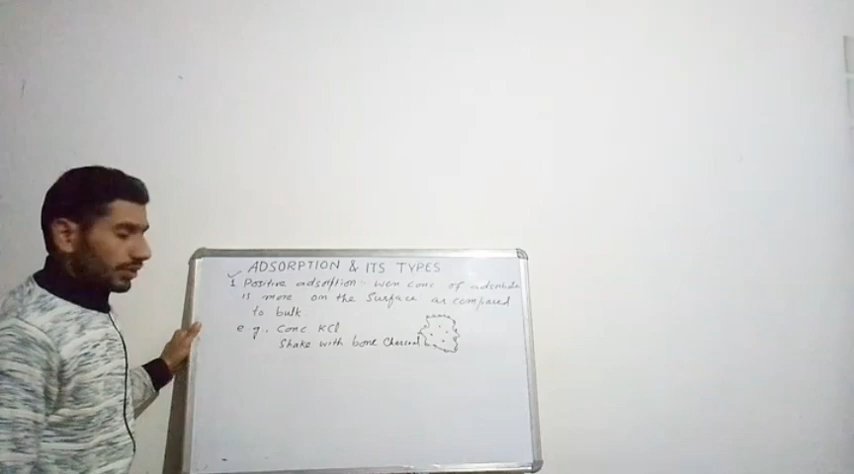 ADSORPTION & ITS TYPES
1 Positive adsorption - wen conc of adsorbate
is more on the surface as compared
to bulk
e g., Conc. KCl
Shake with bone Charcoal